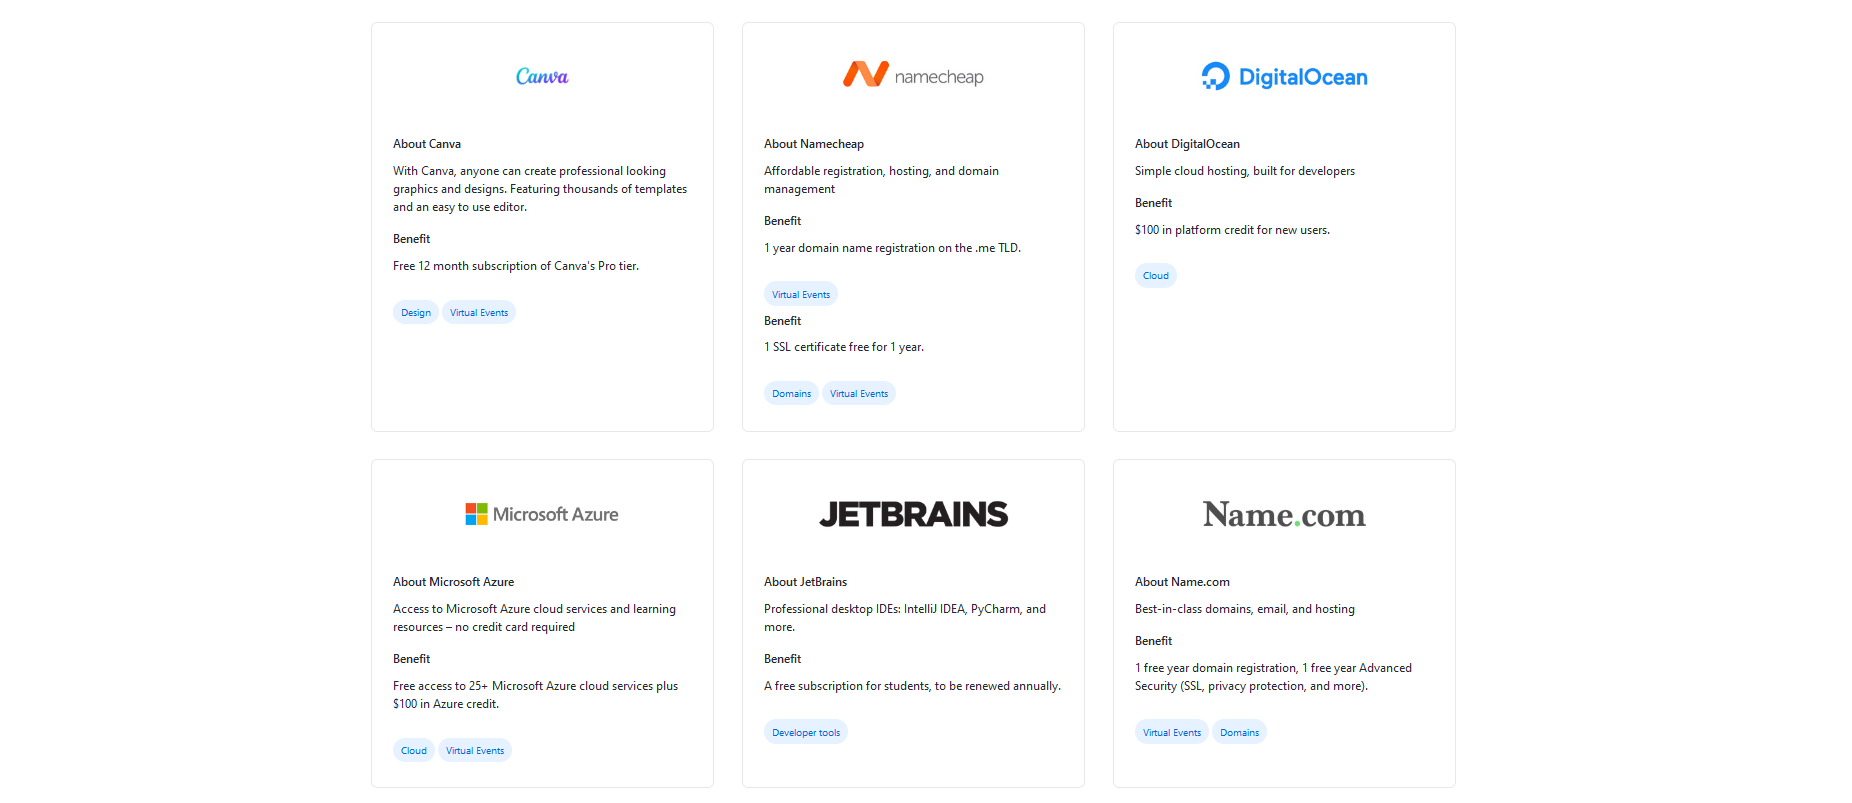 Canva
About Canva
With Canva, anyone can create professional looking
graphics and designs. Featuring thousands of templates
and an easy to use editor.
Benefit
Free 12 month subscription of Canva's Pro tier.
Design
Virtual Events
namecheap
About Namecheap
Affordable registration, hosting, and domain
management
Benefit
1 year domain name registration on the .me TLD.
Virtual Events
Benefit
1 SSL certificate free for 1 year.
Domains
Virtual Events
DigitalOcean
About DigitalOcean
Simple cloud hosting, built for developers
Benefit
$100 in platform credit for new users.
Cloud
Microsoft Azure
About Microsoft Azure
Access to Microsoft Azure cloud services and learning
resources – no credit card required
Benefit
Free access to 25+ Microsoft Azure cloud services plus
$100 in Azure credit.
Cloud
Virtual Events
JETBRAINS
About JetBrains
Professional desktop IDEs: IntelliJ IDEA, PyCharm, and
more.
Benefit
A free subscription for students, to be renewed annually.
Developer tools
Name.com
About Name.com
Best-in-class domains, email, and hosting
Benefit
1 free year domain registration, 1 free year Advanced
Security (SSL, privacy protection, and more).
Virtual Events
Domains